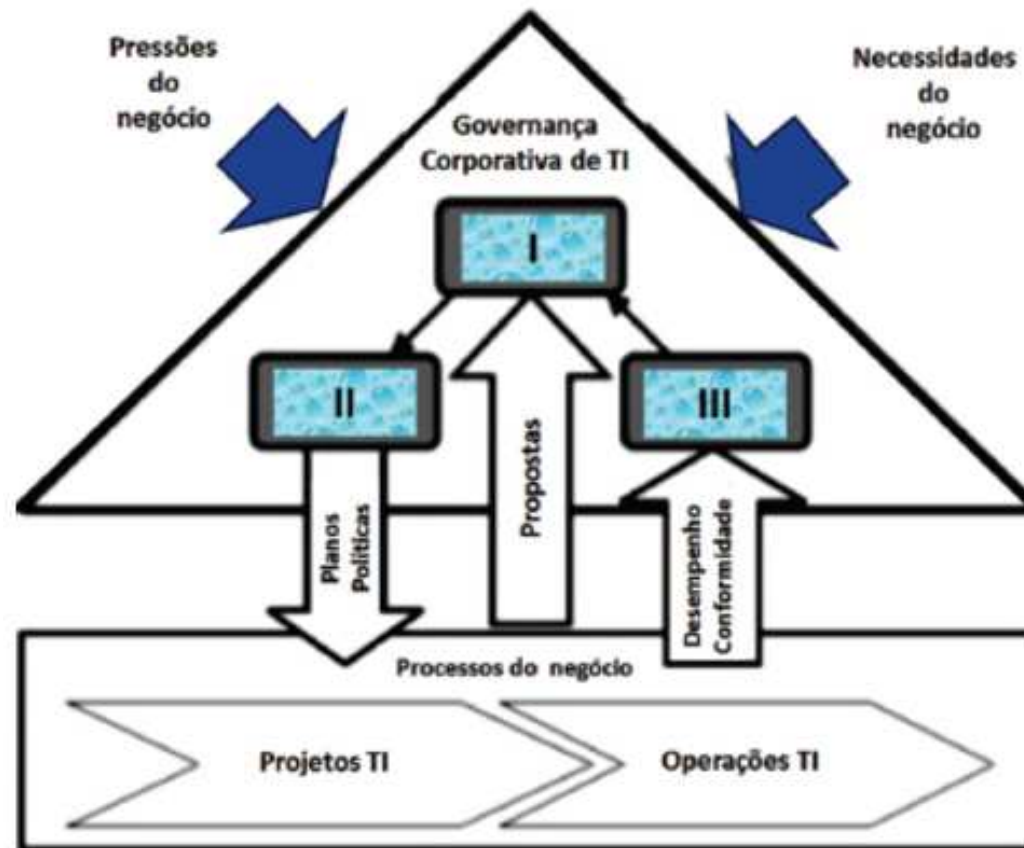 Pressões
do
negócio
Necessidades
do
negócio
Governança
Corporativa de TI
I
II
III
Planos
Políticas
Propostas
Desempenho
Conformidade
Processos do negócio
Projetos TI
Operações TI